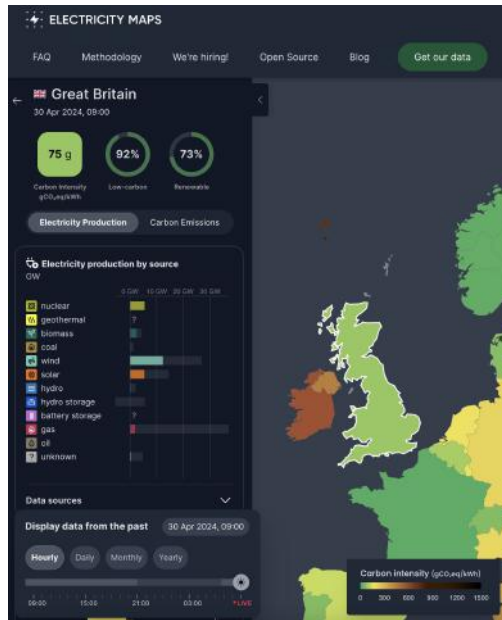 ELECTRICITY MAPS
FAQ Methodology We're hiring! Open Source Blog Get our data
Great Britain
30 Apr 2024, 09:00
75 g 92% 73%
Carbon Intensity Low-carbon Renewable
gCO₂eq/kWh
Electricity Production Carbon Emissions
Electricity production by source
GW
0 GW 10 GW 20 GW 30 GW
nuclear
geothermal ?
biomass
coal
wind
solar
hydro
hydro storage
battery storage ?
gas
oil
? unknown
Data sources
Display data from the past 30 Apr 2024, 09:00
Hourly Daily Monthly Yearly
09:00 15:00 21:00 03:00 LIVE
Carbon intensity (gCO₂eq/kWh)
0 300 600 900 1200 1500